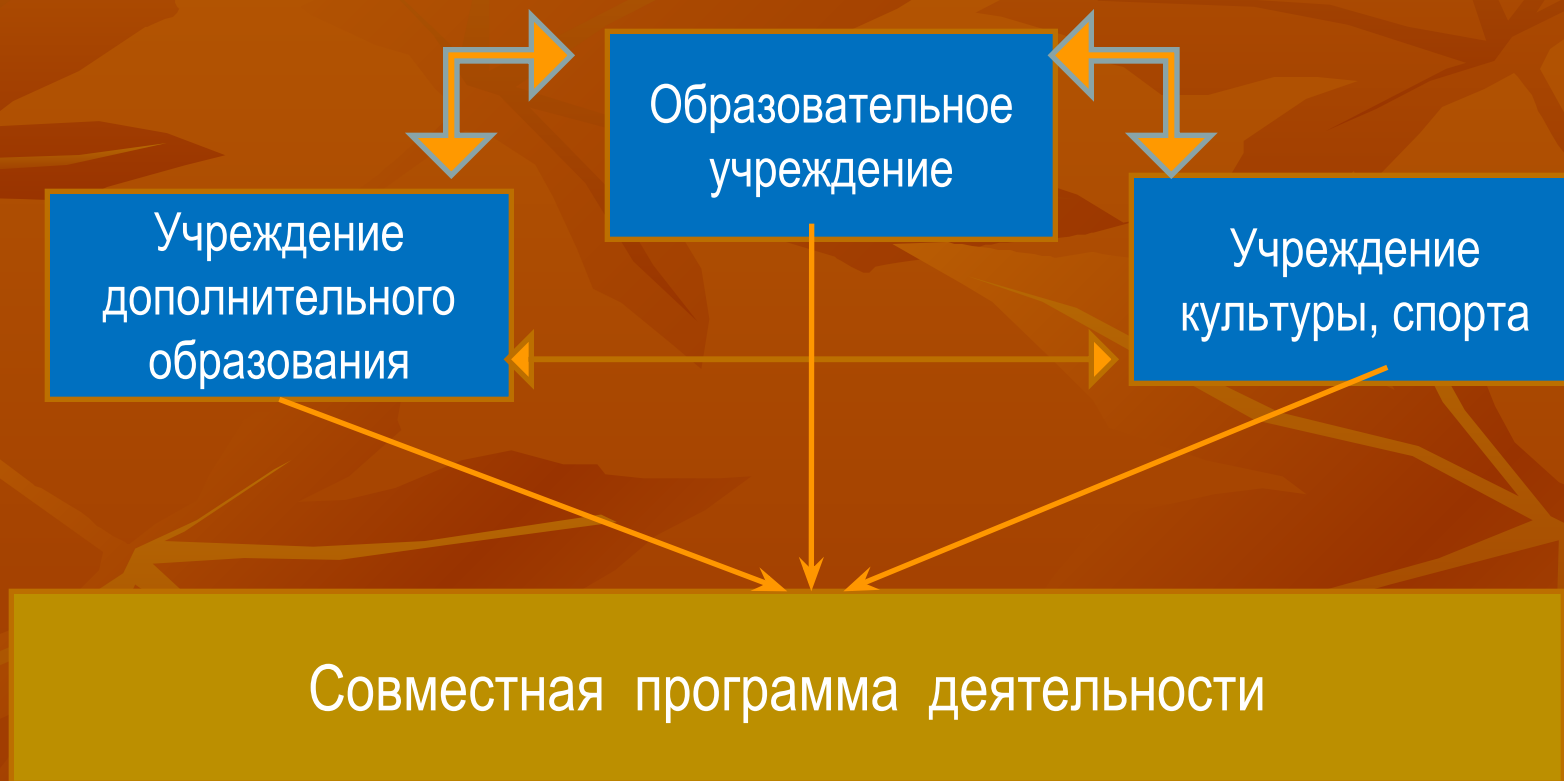 Образовательное
учреждение
Учреждение
дополнительного
образования
Учреждение
культуры, спорта
Совместная программа деятельности